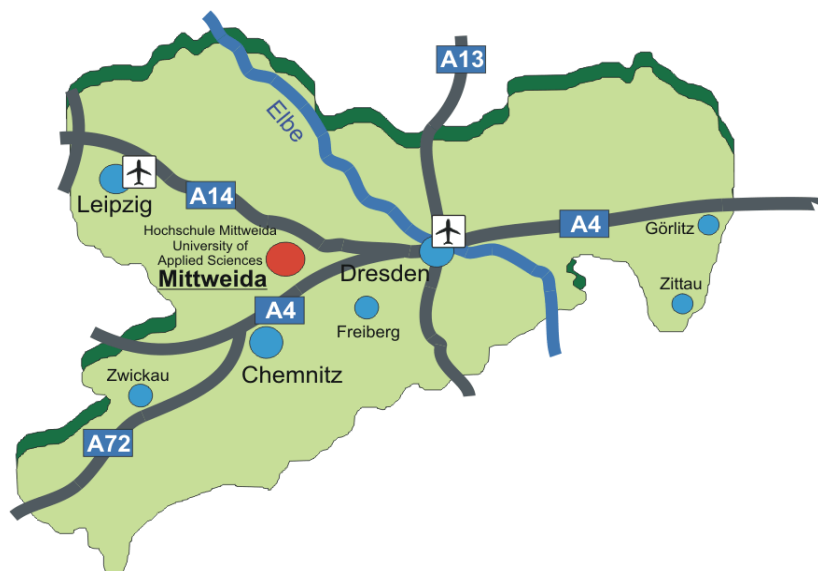 A13
Elbe
Leipzig
A14
Hochschule Mittweida
University of
Applied Sciences
Mittweida
A4
Görlitz
Dresden
Zittau
A4
Freiberg
Chemnitz
Zwickau
A72